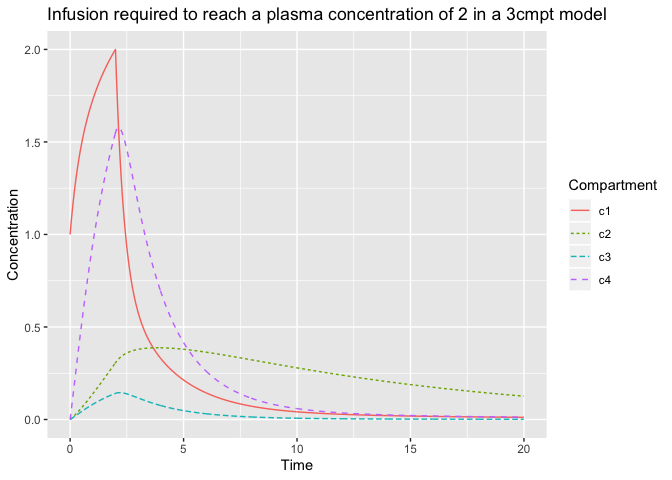 Infusion required to reach a plasma concentration of 2 in a 3cmpt model
2.0
1.5
1.0
0.5
0.0
Concentration
0 5 10 15 20
Time
Compartment
c1
c2
c3
c4